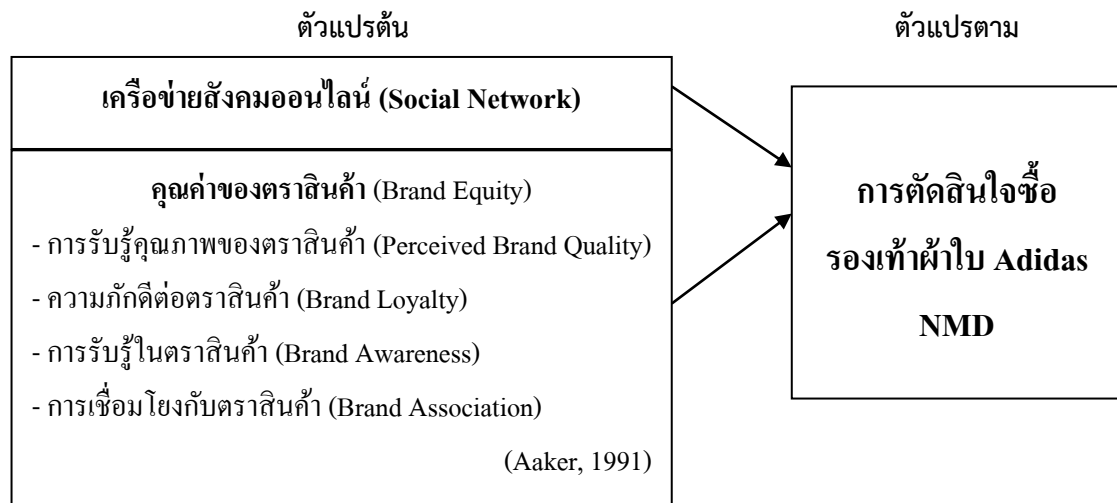 ตัวแปรต้น
ตัวแปรตาม
เครือข่ายสังคมออนไลน์ (Social Network)
คุณค่าของตราสินค้า (Brand Equity)
- การรับรู้คุณภาพของตราสินค้า (Perceived Brand Quality)
- ความภักดีต่อตราสินค้า (Brand Loyalty)
- การรับรู้ในตราสินค้า (Brand Awareness)
- การเชื่อมโยงกับตราสินค้า (Brand Association)
(Aaker, 1991)
การตัดสินใจซื้อ
รองเท้าผ้าใบ Adidas
NMD